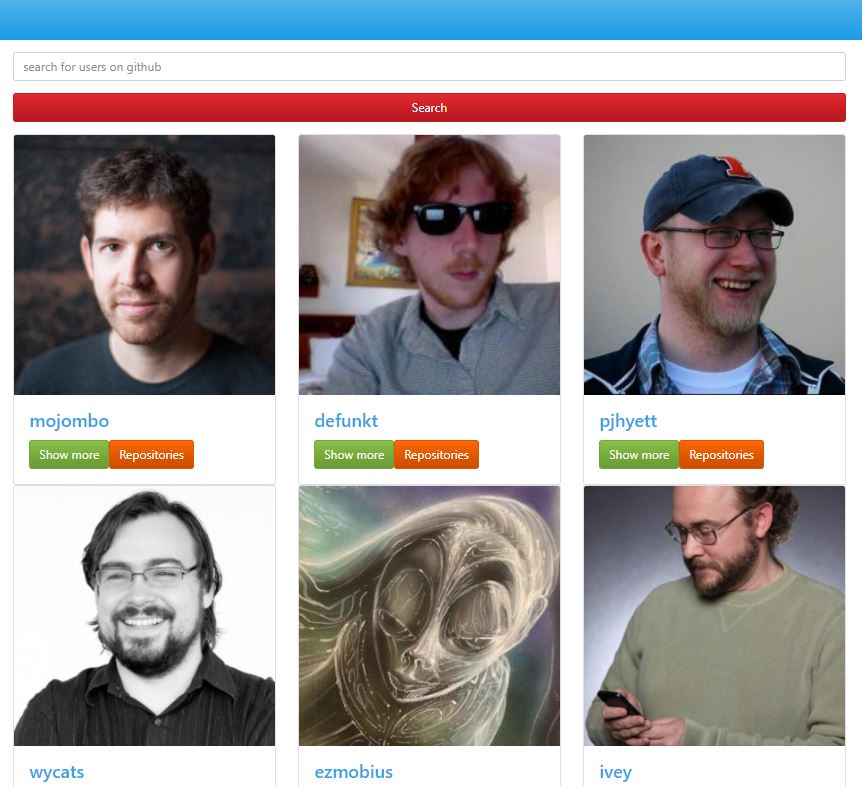 search for users on github
Search
mojombo
defunkt
pjhyett
Show more Repositories
Show more Repositories
Show more Repositories
wycats
ezmobius
ivey